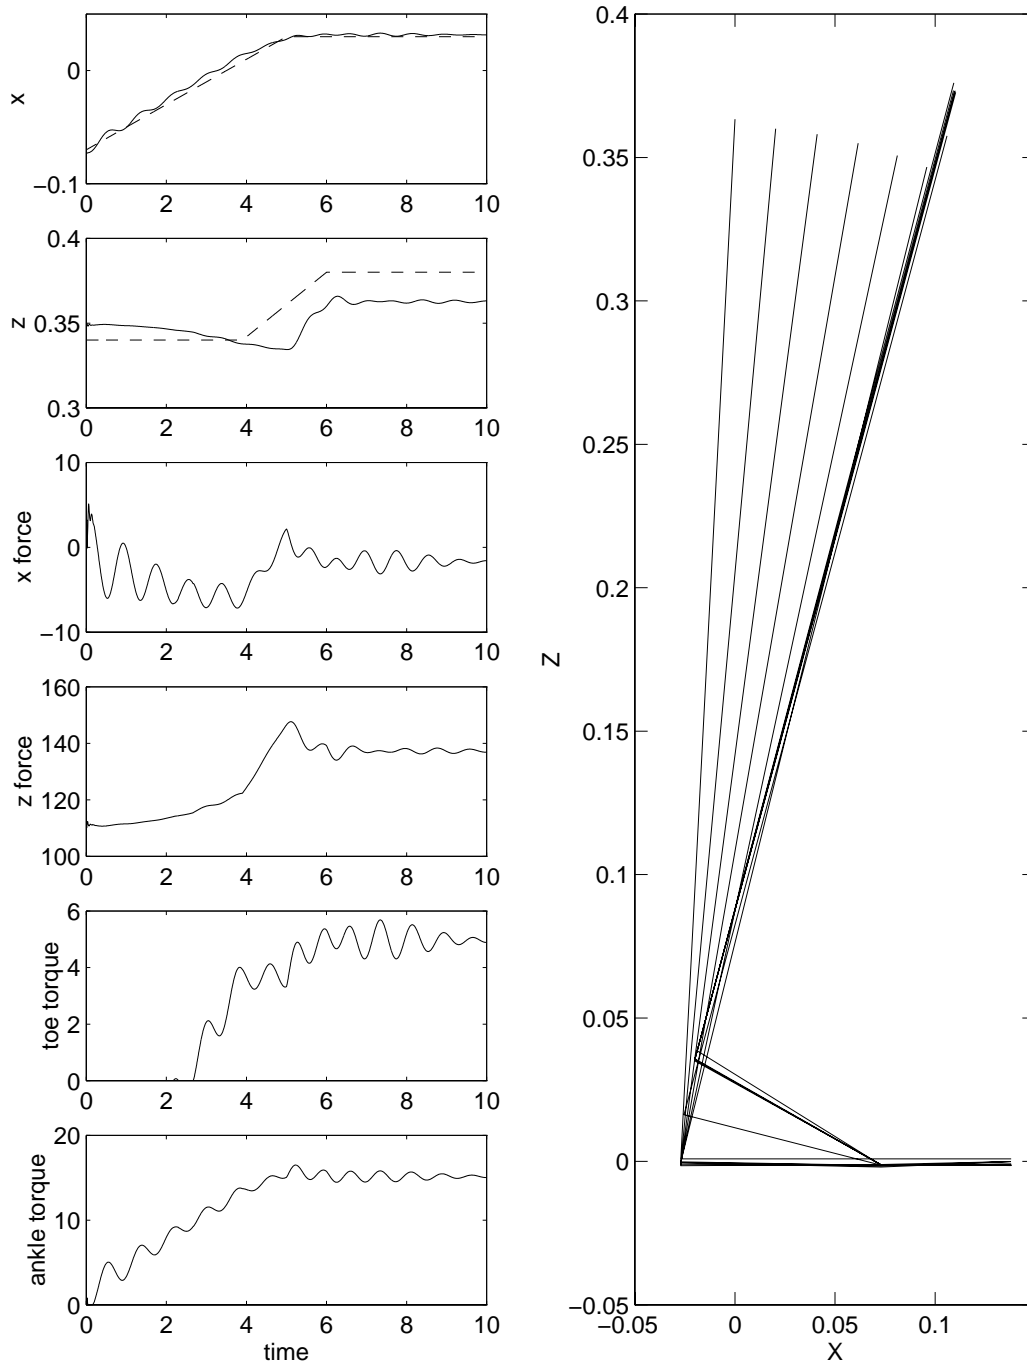 0
−0.1
x
0 2 4 6 8 10
0.4
0.35
0.3
z
0 2 4 6 8 10
10
0
−10
x force
0 2 4 6 8 10
160
140
120
100
z force
0 2 4 6 8 10
6
4
2
0
toe torque
0 2 4 6 8 10
20
10
0
ankle torque
0 2 4 6 8 10
time
0.4
0.35
0.3
0.25
0.2
0.15
0.1
0.05
0
−0.05
Z
−0.05 0 0.05 0.1
X